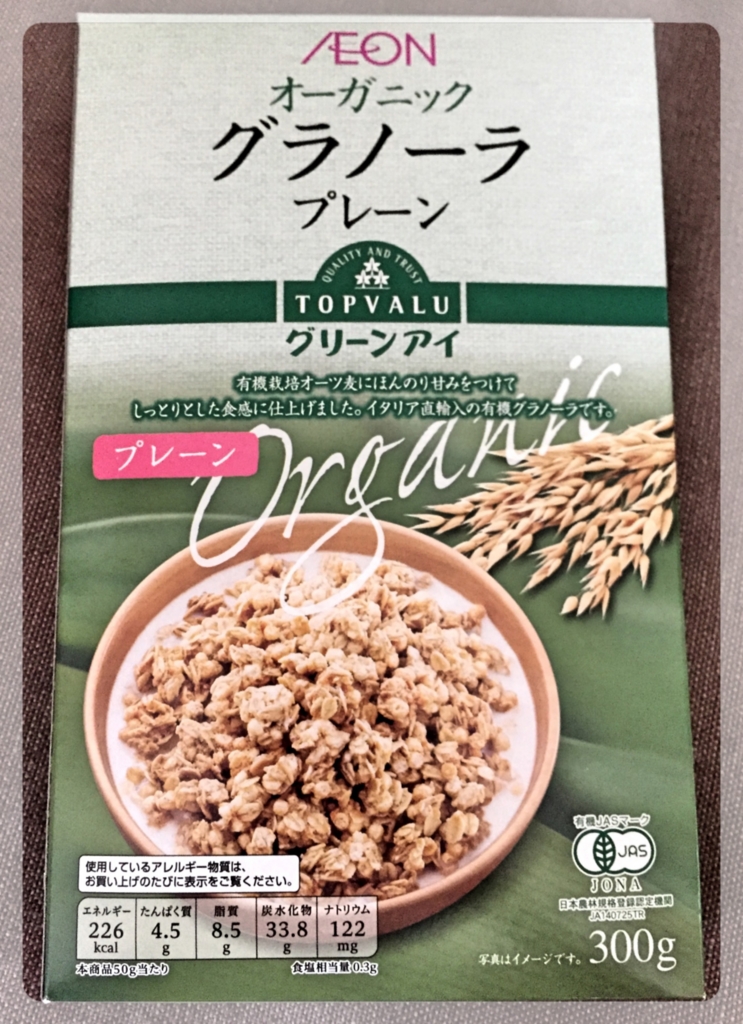 ÆON
オーガニック
グラノーラ
プレーン
QUALITY AND TRUST
TOPVALU
グリーンアイ
有機栽培オーツ麦にほんのり甘みをつけて
しっとりとした食感に仕上げました。イタリア直輸入の有機グラノーラです。
Organic
プレーン
使用しているアレルギー物質は、
お買い上げのたびに表示をご覧ください。
エネルギー たんぱく質 脂質 炭水化物 ナトリウム
226 4.5 8.5 33.8 122
kcal g g g mg
本商品50g当たり 食塩相当量0.3g
有機JASマーク
JAS
JONA
日本農林規格登録認定機関
JA140725TR
写真はイメージです。 300g